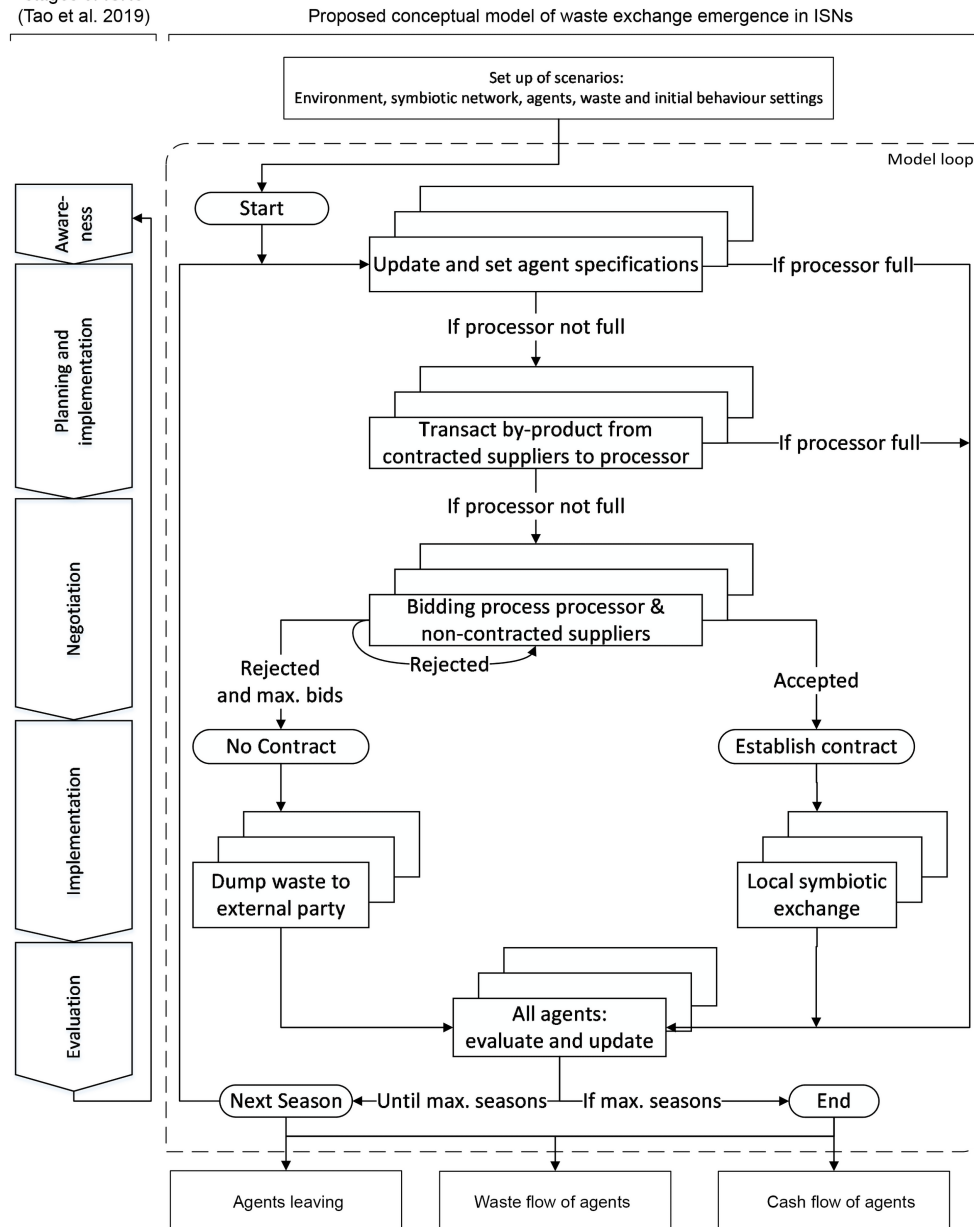 (Tao et al. 2019)
Proposed conceptual model of waste exchange emergence in ISNs
Set up of scenarios:
Environment, symbiotic network, agents, waste and initial behaviour settings
Model loop
Aware-
ness
Start
Update and set agent specifications
If processor full
If processor not full
Planning and
implementation
Transact by-product from
contracted suppliers to processor
If processor full
If processor not full
Negotiation
Bidding process processor &
non-contracted suppliers
Rejected
Rejected
and max. bids
Accepted
No Contract
Establish contract
Implementation
Dump waste to
external party
Local symbiotic
exchange
Evaluation
All agents:
evaluate and update
Next Season
Until max. seasons
If max. seasons
End
Agents leaving
Waste flow of agents
Cash flow of agents